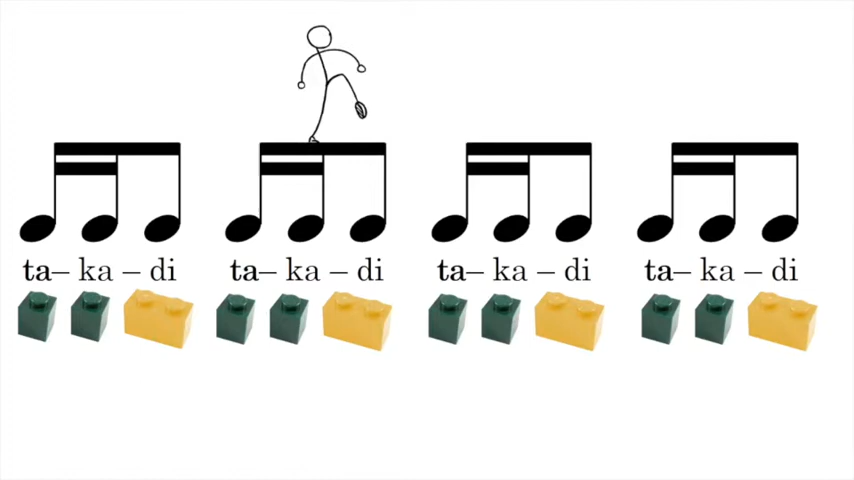 ta– ka – di ta– ka – di ta– ka – di ta– ka – di